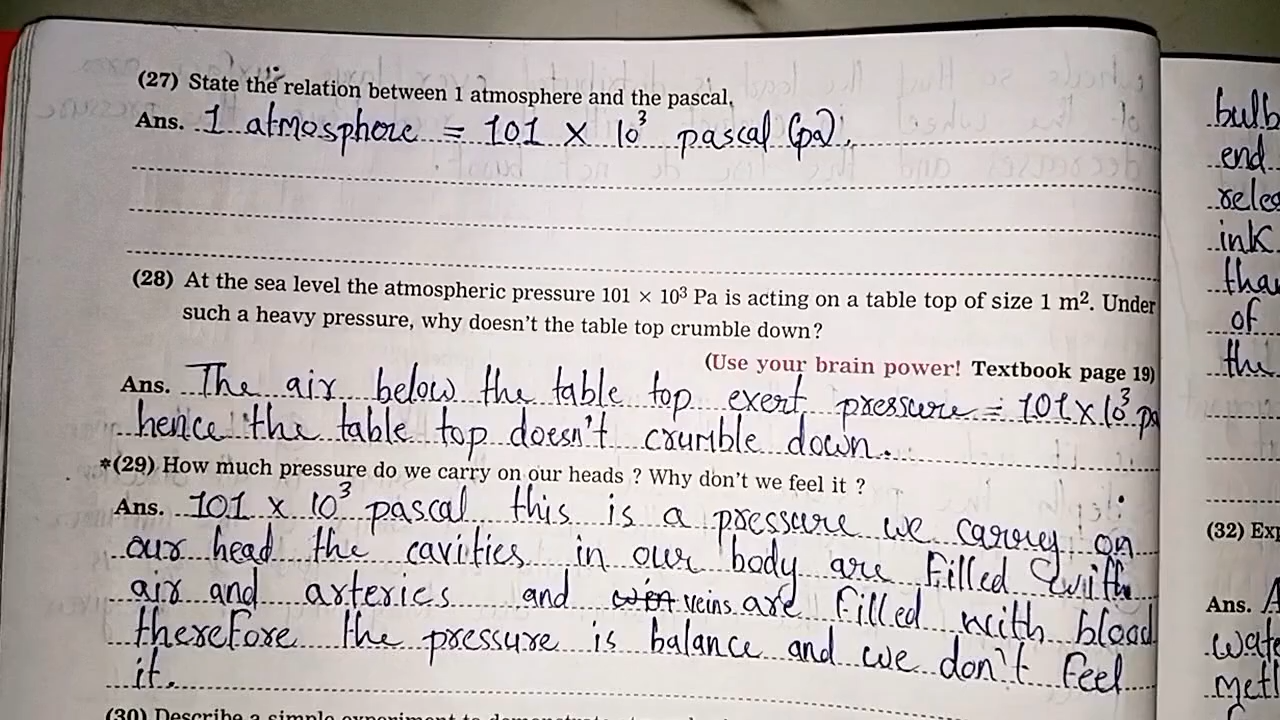 (27) State the relation between 1 atmosphere and the pascal.
Ans. 1 atmosphere = 101 × 10³ pascal (pa).
(28) At the sea level the atmospheric pressure 101 × 10³ Pa is acting on a table top of size 1 m². Under
such a heavy pressure, why doesn't the table top crumble down?
(Use your brain power! Textbook page 19)
Ans. The air below the table top exert pressure = 101 × 10³ pa
hence the table top doesn't crumble down.
*(29) How much pressure do we carry on our heads ? Why don't we feel it ?
Ans. 101 × 10³ pascal this is a pressure we carry on
our head the cavities in our body are filled with
air and arteries and veins are filled with blood
therefore the pressure is balance and we don't feel
it.
bulb
end
ink
of
the
(32)
Ans.